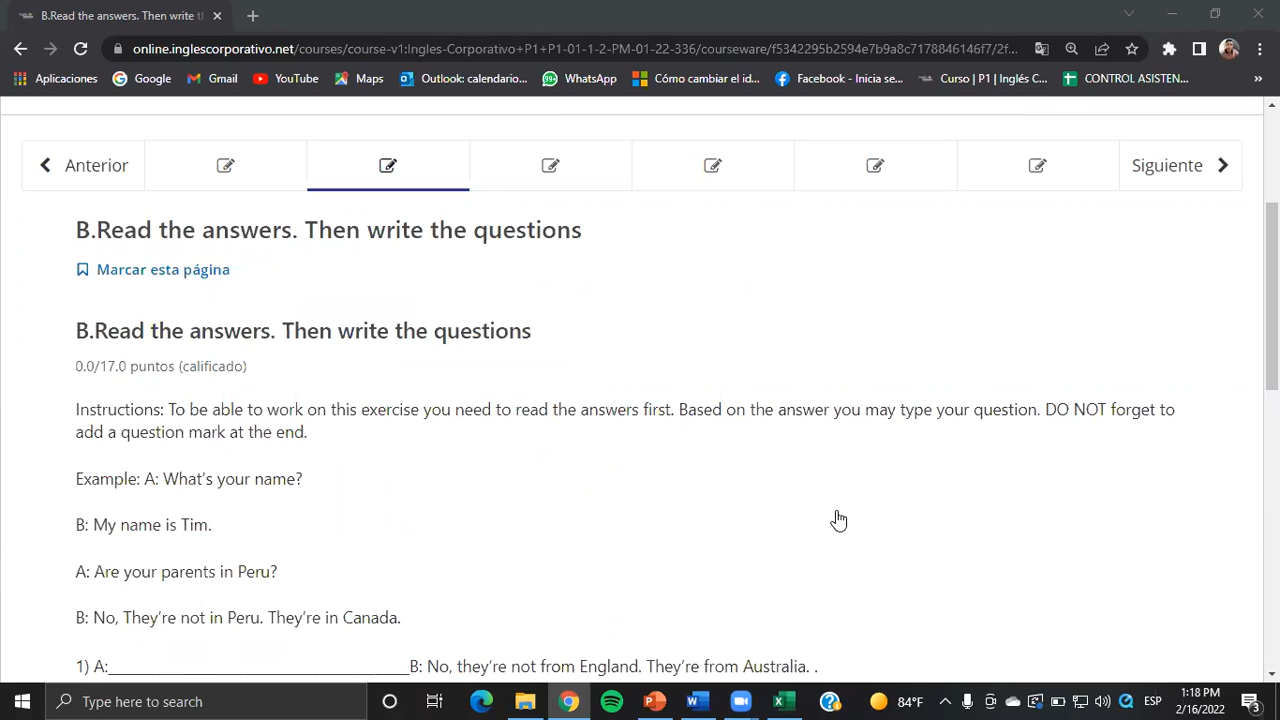 B.Read the answers. Then write t
online.inglescorporativo.net/courses/course-v1:Ingles-Corporativo+P1+P1-01-1-2-PM-01-22-336/courseware/f5342295b2594e7b9a8c7178846146f7/2f...
Aplicaciones Google Gmail YouTube Maps Outlook: calendario... 99+ WhatsApp Cómo cambiar el id... Facebook - Inicia se... Curso | P1 | Inglés C... CONTROL ASISTEN... »
Anterior Siguiente
B.Read the answers. Then write the questions
Marcar esta página
B.Read the answers. Then write the questions
0.0/17.0 puntos (calificado)
Instructions: To be able to work on this exercise you need to read the answers first. Based on the answer you may type your question. DO NOT forget to
add a question mark at the end.
Example: A: What's your name?
B: My name is Tim.
A: Are your parents in Peru?
B: No, They're not in Peru. They're in Canada.
1) A:__________________________________B: No, they're not from England. They're from Australia. .
Type here to search 84°F ESP 1:18 PM
2/16/2022 3